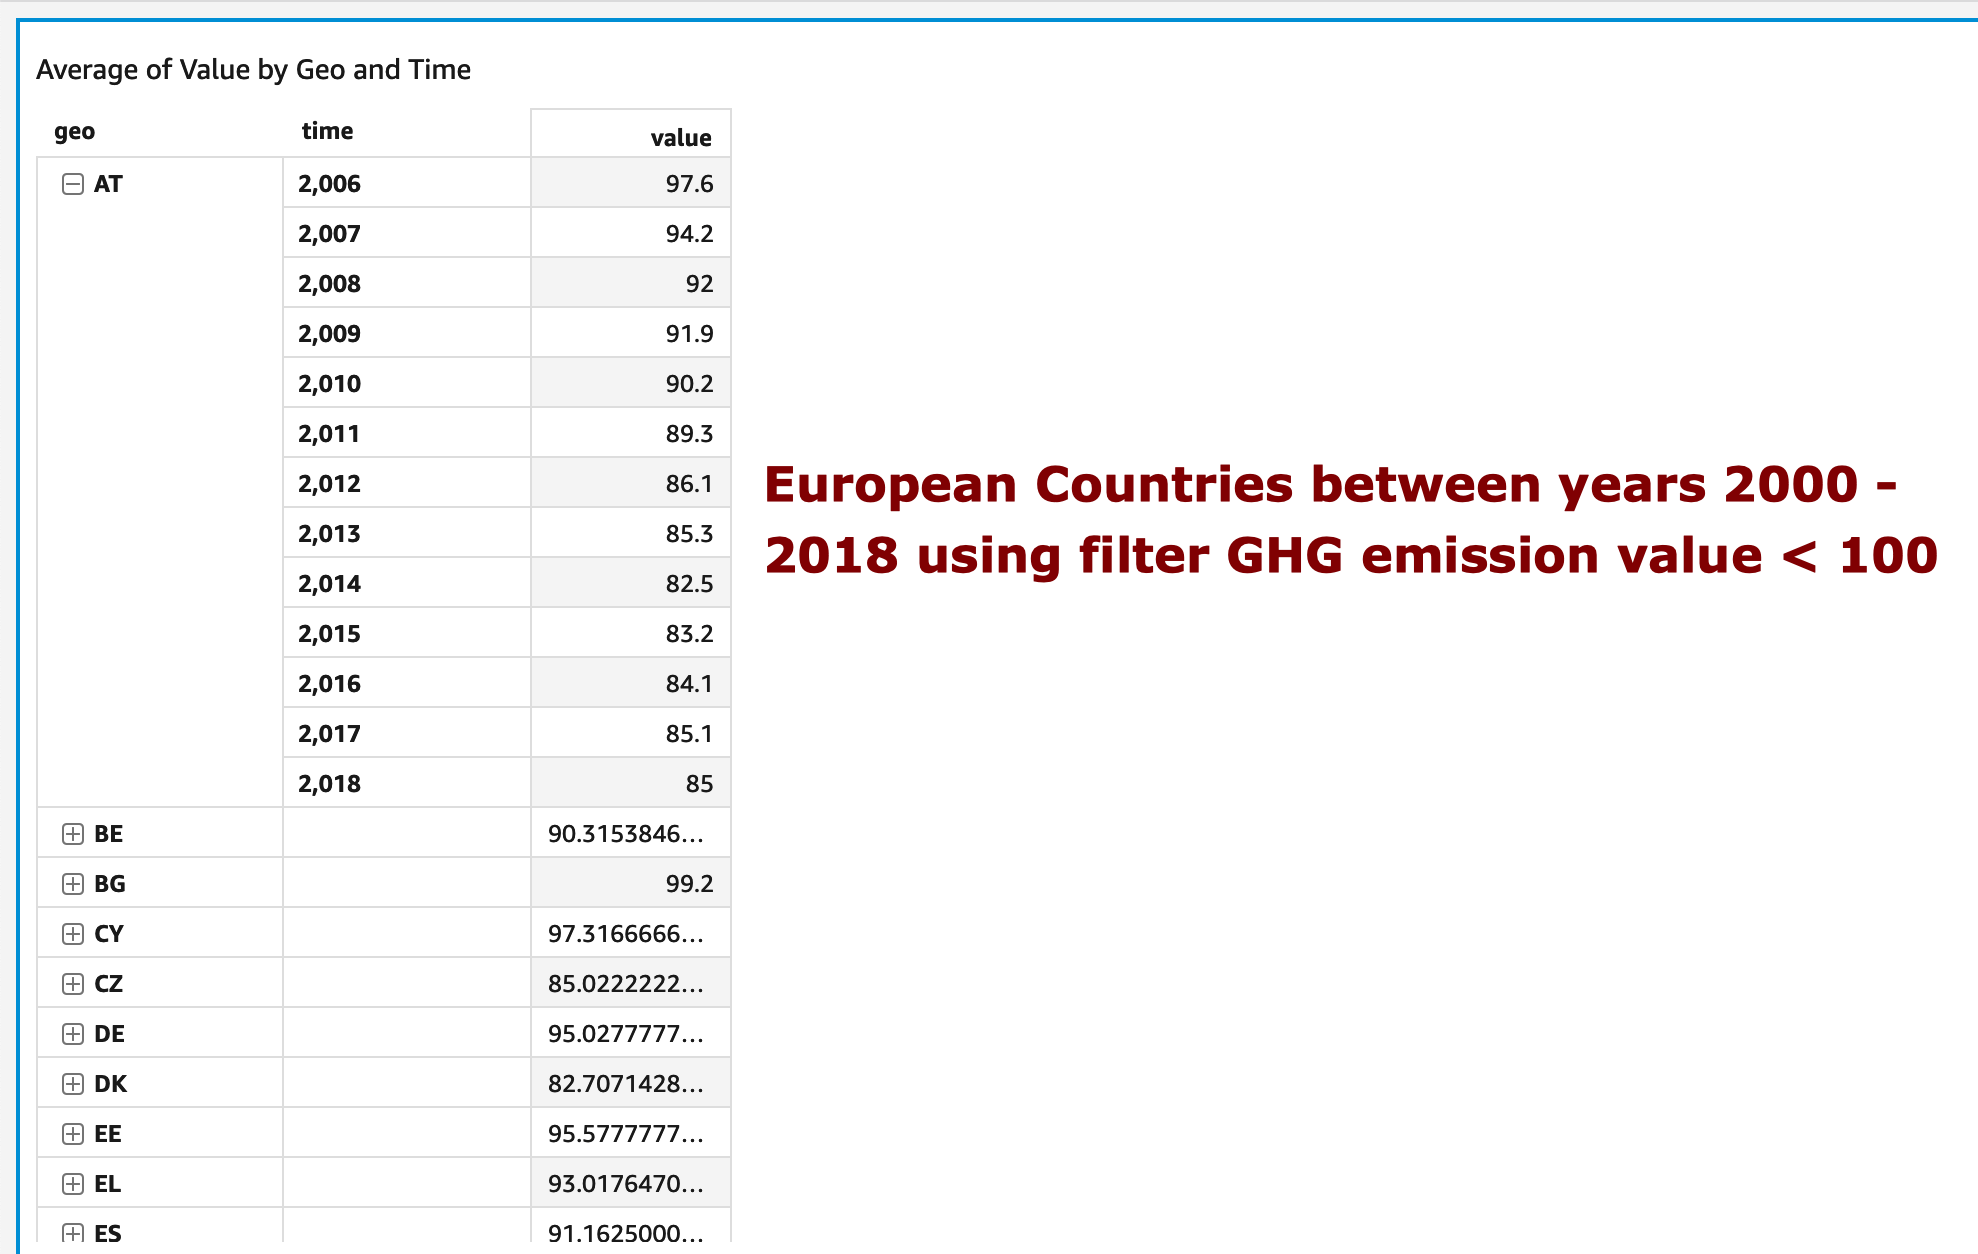 Average of Value by Geo and Time
geo time value
AT 2,006 97.6
2,007 94.2
2,008 92
2,009 91.9
2,010 90.2
2,011 89.3
2,012 86.1
2,013 85.3
2,014 82.5
2,015 83.2
2,016 84.1
2,017 85.1
2,018 85
BE 90.3153846...
BG 99.2
CY 97.3166666...
CZ 85.0222222...
DE 95.0277777...
DK 82.7071428...
EE 95.5777777...
EL 93.0176470...
ES 91.1625000...
European Countries between years 2000 -
2018 using filter GHG emission value < 100